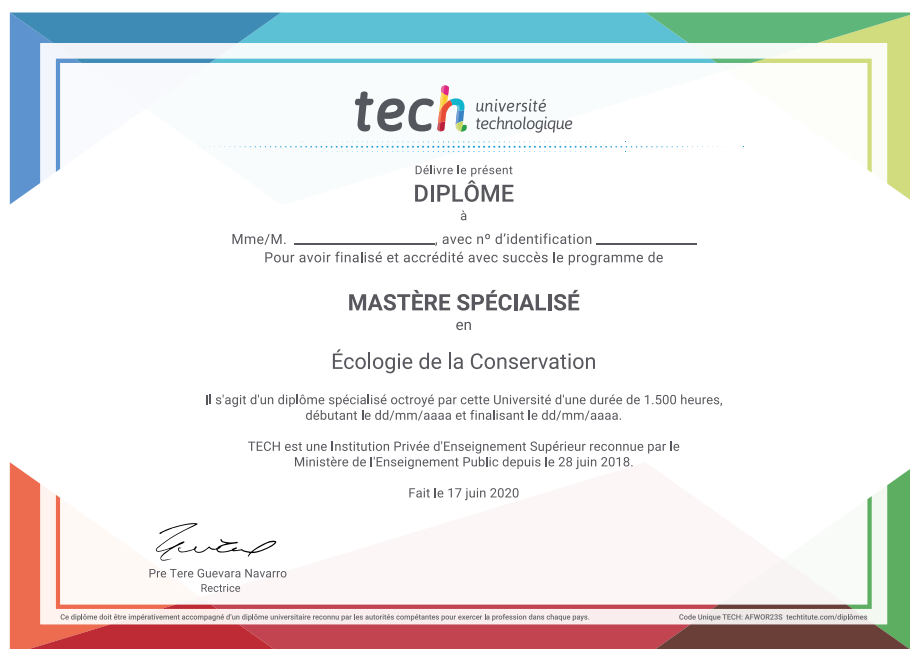 tech université
technologique
Délivre le présent
DIPLÔME
à
Mme/M. ____________________, avec nº d'identification ______________
Pour avoir finalisé et accrédité avec succès le programme de
MASTÈRE SPÉCIALISÉ
en
Écologie de la Conservation
Il s'agit d'un diplôme spécialisé octroyé par cette Université d'une durée de 1.500 heures,
débutant le dd/mm/aaaa et finalisant le dd/mm/aaaa.
TECH est une Institution Privée d'Enseignement Supérieur reconnue par le
Ministère de l'Enseignement Public depuis le 28 juin 2018.
Fait le 17 juin 2020
Pre Tere Guevara Navarro
Rectrice
Ce diplôme doit être impérativement accompagné d'un diplôme universitaire reconnu par les autorités compétantes pour exercer la profession dans chaque pays. Code Unique TECH: AFWOR23S techtitute.com/diplômes